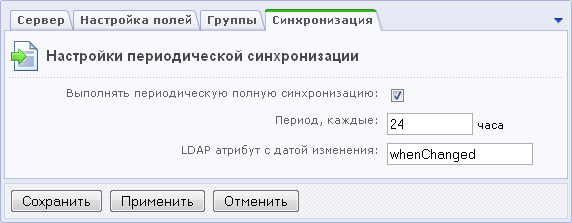 Сервер Настройка полей Группы Синхронизация
Настройки периодической синхронизации
Выполнять периодическую полную синхронизацию:
Период, каждые: 24 часа
LDAP атрибут с датой изменения: whenChanged
Сохранить Применить Отменить